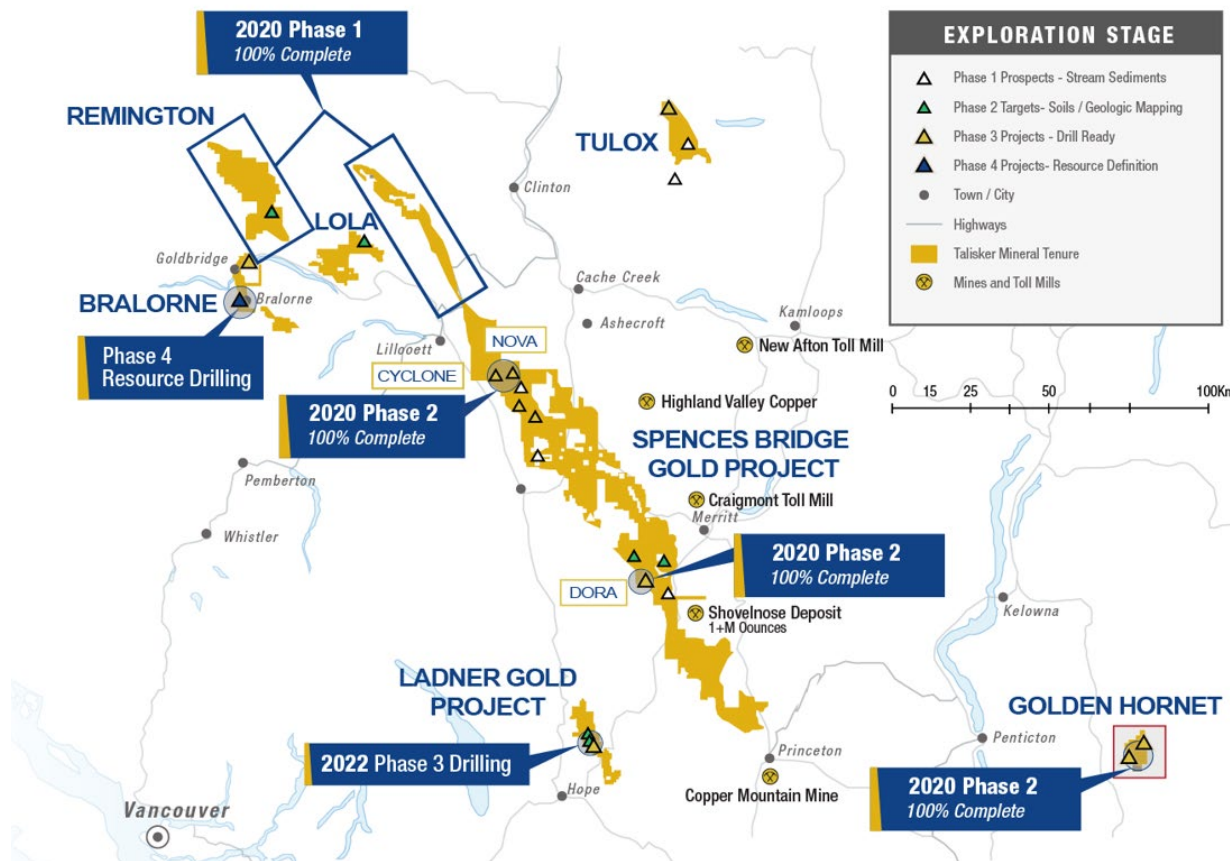 2020 Phase 1
100% Complete
REMINGTON
LOLA
TULOX
Clinton
Goldbridge
BRALORNE
Bralorne
Phase 4
Resource Drilling
Cache Creek
Ashecroft
Kamloops
New Afton Toll Mill
Lillooett
NOVA
CYCLONE
2020 Phase 2
100% Complete
Highland Valley Copper
SPENCES BRIDGE
GOLD PROJECT
Craigmont Toll Mill
Merritt
Pemberton
Whistler
2020 Phase 2
100% Complete
DORA
Shovelnose Deposit
1+M Oounces
Kelowna
LADNER GOLD
PROJECT
2022 Phase 3 Drilling
Hope
Princeton
Copper Mountain Mine
Penticton
GOLDEN HORNET
2020 Phase 2
100% Complete
Vancouver
EXPLORATION STAGE
Phase 1 Prospects - Stream Sediments
Phase 2 Targets- Soils / Geologic Mapping
Phase 3 Projects - Drill Ready
Phase 4 Projects- Resource Definition
Town / City
Highways
Talisker Mineral Tenure
Mines and Toll Mills
0 15 25 50 100Km